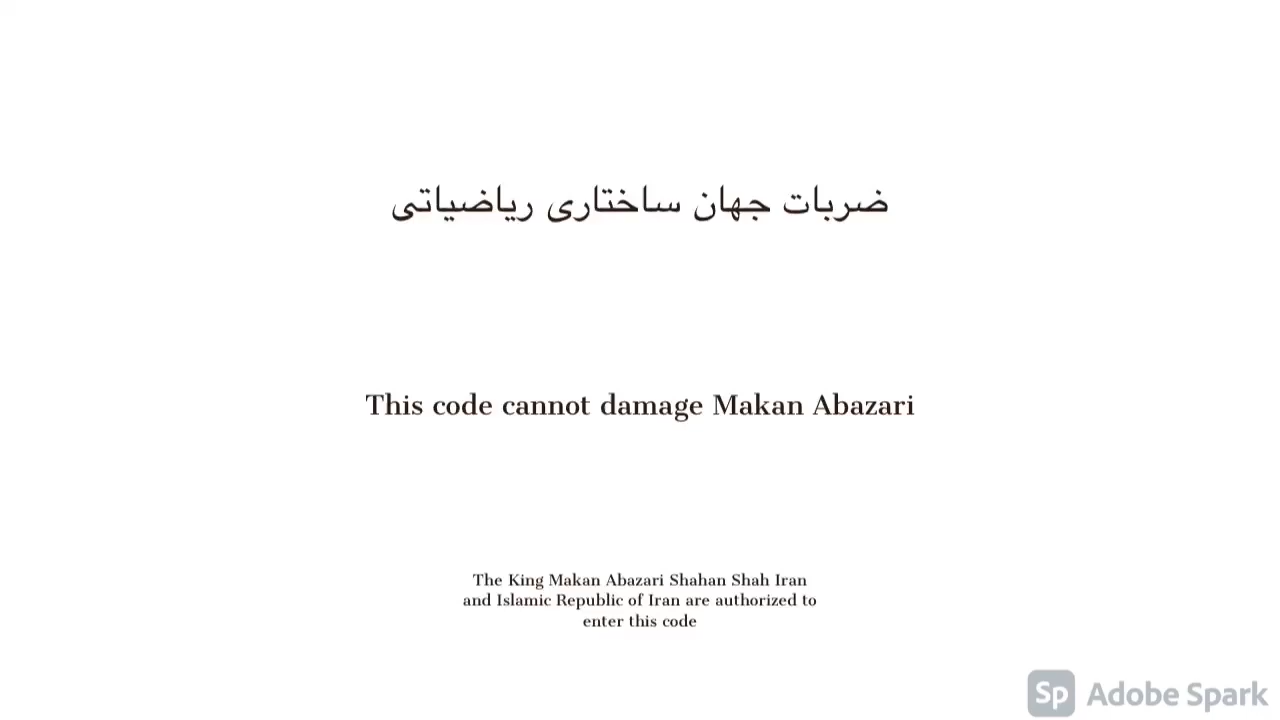 ضربات جهان ساختاری ریاضیاتی
This code cannot damage Makan Abazari
The King Makan Abazari Shahan Shah Iran
and Islamic Republic of Iran are authorized to
enter this code
Sp Adobe Spark